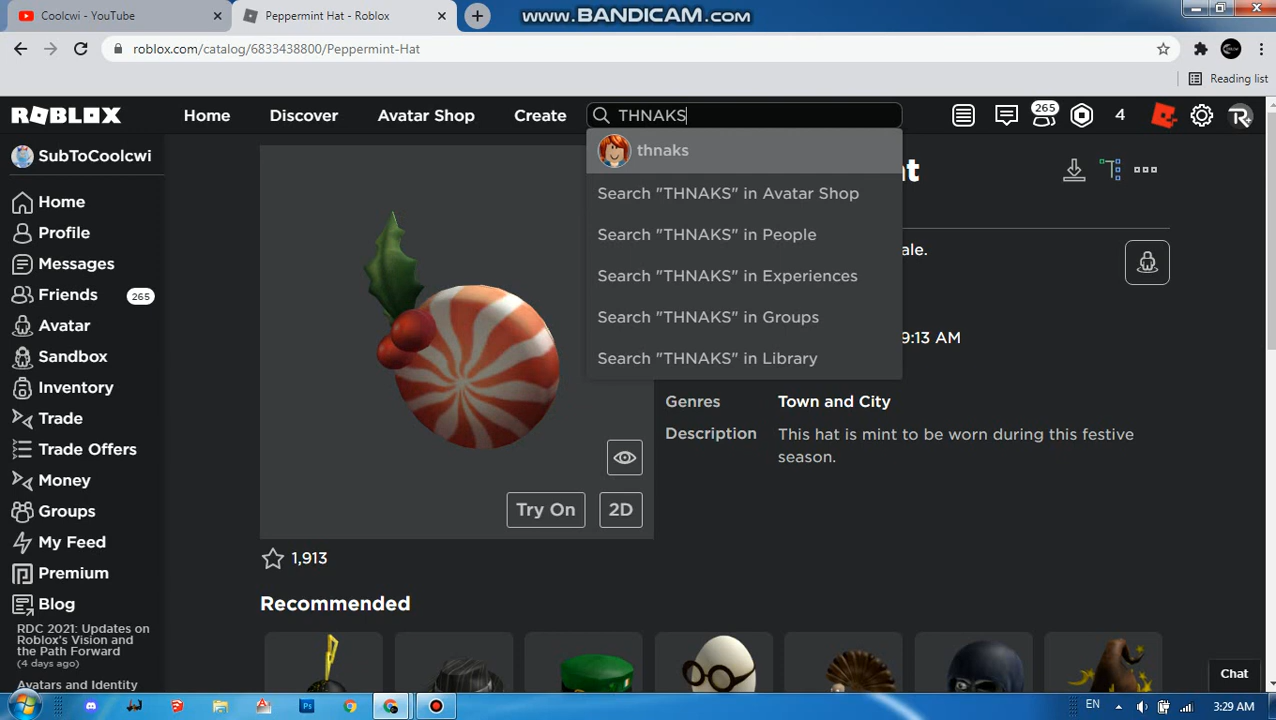 Coolcwi - YouTube
Peppermint Hat - Roblox
www.BANDICAM.com
roblox.com/catalog/6833438800/Peppermint-Hat
Reading list
ROBLOX
Home
Discover
Avatar Shop
Create
THNAKS
265
4
SubToCoolcwi
thnaks
Search "THNAKS" in Avatar Shop
Search "THNAKS" in People
Search "THNAKS" in Experiences
Search "THNAKS" in Groups
Search "THNAKS" in Library
t
ale.
9:13 AM
Home
Profile
Messages
Friends 265
Avatar
Sandbox
Trade
Trade Offers
Money
Groups
My Feed
Premium
Blog
RDC 2021: Updates on
Roblox's Vision and
the Path Forward
(4 days ago)
Avatars and Identity
Genres Town and City
Description This hat is mint to be worn during this festive
season.
Try On
2D
1,913
Recommended
Chat
EN
3:29 AM